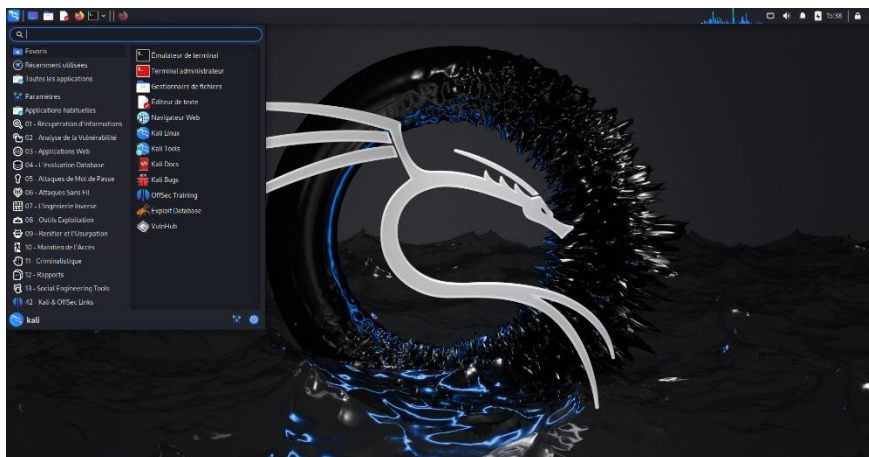 15:38
Favoris
Récemment utilisées
Toutes les applications
Paramètres
Applications habituelles
01 - Récupération d'informations
02 - Analyse de la Vulnérabilité
03 - Applications Web
04 - L'évaluation Database
05 - Attaques de Mot de Passe
06 - Attaques Sans Fil
07 - L'Ingénierie Inverse
08 - Outils Exploitation
09 - Renifler et l'Usurpation
10 - Maintien de l'Accès
11 - Criminalistique
12 - Rapports
13 - Social Engineering Tools
42 - Kali & OffSec Links
Émulateur de terminal
Terminal administrateur
Gestionnaire de fichiers
Éditeur de texte
Navigateur Web
Kali Linux
Kali Tools
Kali Docs
Kali Bugs
OffSec Training
Exploit Database
VulnHub
kali